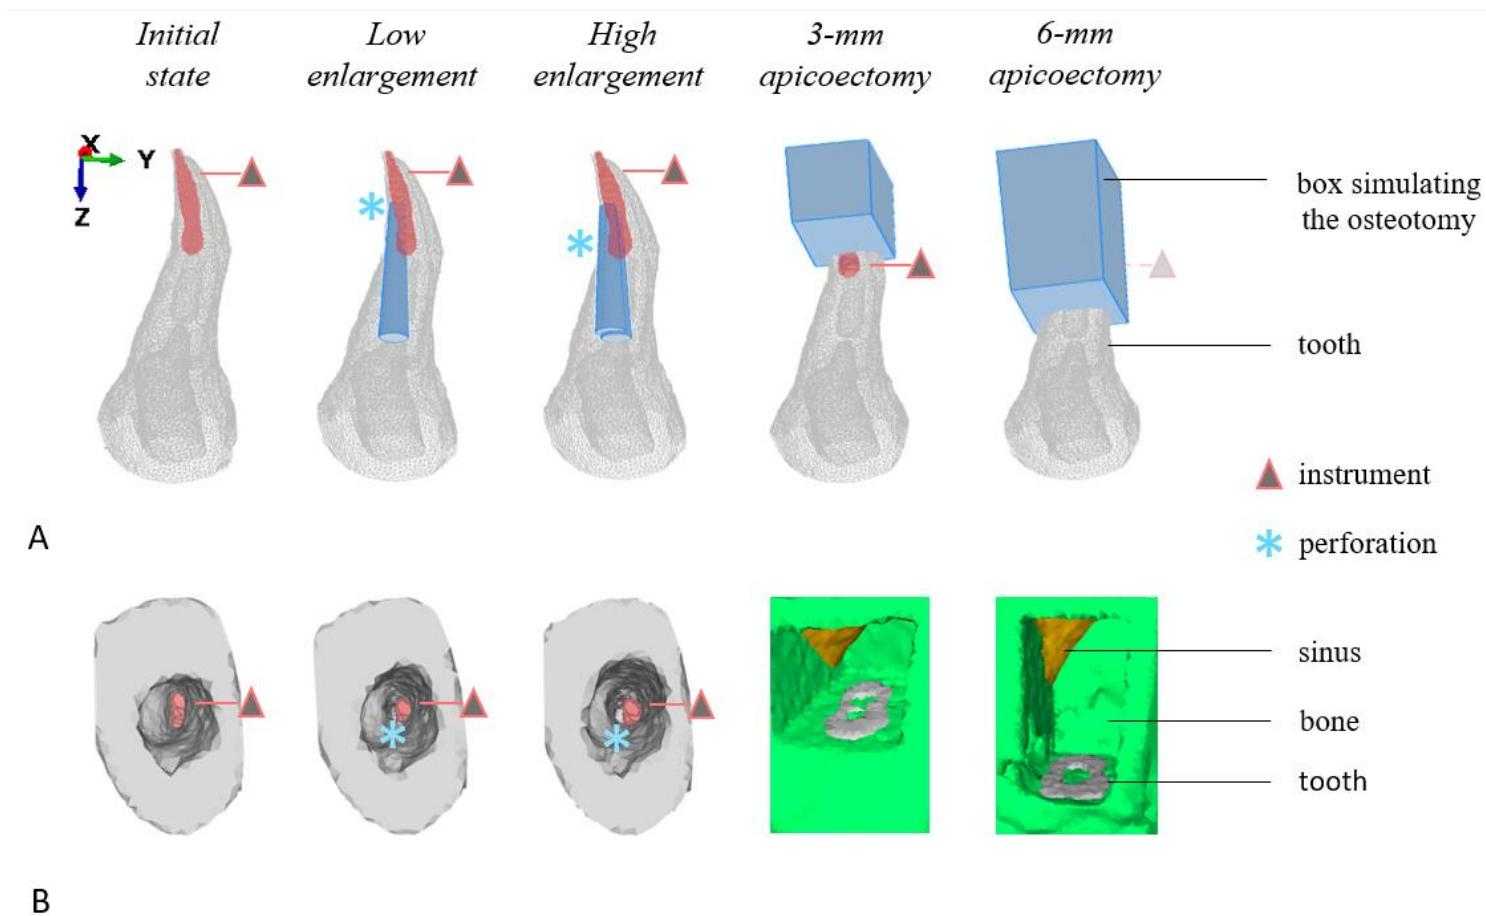 Initial
state
Low
enlargement
High
enlargement
3-mm
apicoectomy
6-mm
apicoectomy
X
Y
Z
box simulating
the osteotomy
tooth
instrument
perforation
A
sinus
bone
tooth
B